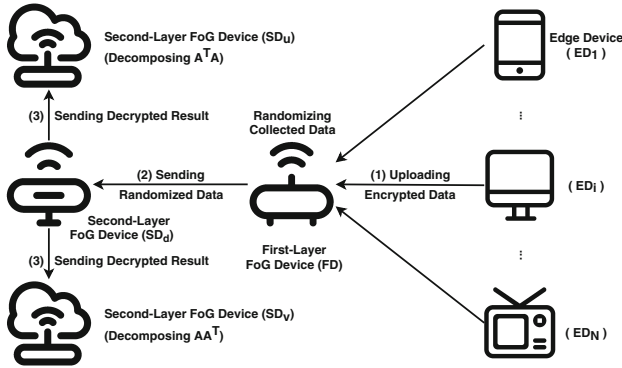 Second-Layer FoG Device (SDu)
(Decomposing AᵀA)
Edge Device
(ED1)
(3) Sending Decrypted Result
Randomizing
Collected Data
...
(2) Sending
Randomized Data
(1) Uploading
Encrypted Data
(EDi)
Second-Layer
FoG Device (SDd)
First-Layer
FoG Device (FD)
(3) Sending Decrypted Result
...
Second-Layer FoG Device (SDv)
(Decomposing AAᵀ)
(EDN)